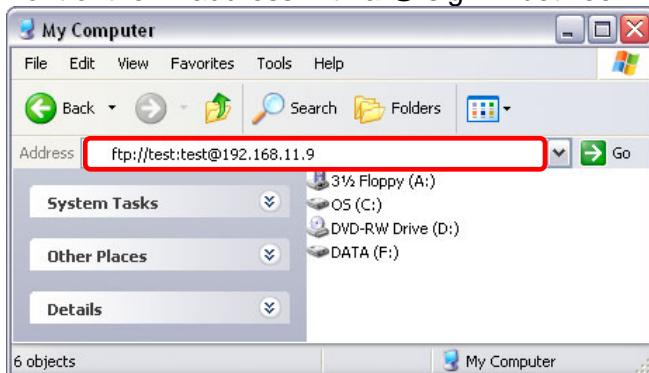 My Computer
File Edit View Favorites Tools Help
Back Search Folders
Address ftp://test:test@192.168.11.9 Go
3½ Floppy (A:)
System Tasks
OS (C:)
DVD-RW Drive (D:)
Other Places
DATA (F:)
Details
6 objects My Computer